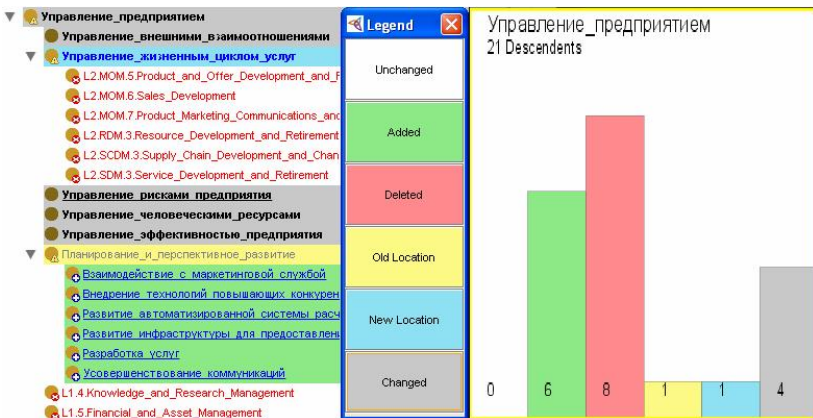 Управление_предприятием
Управление_внешними_взаимоотношениями
Управление_жизненным_циклом_услуг
L2.MOM.5.Product_and_Offer_Development_and_
L2.MOM.6.Sales_Development
L2.MOM.7.Product_Marketing_Communications_and
L2.RDM.3.Resource_Development_and_Retirement
L2.SCDM.3.Supply_Chain_Development_and_Chan
L2.SDM.3.Service_Development_and_Retirement
Управление_рисками_предприятия
Управление_человеческими_ресурсами
Управление_эффективностью_предприятия
Планирование_и_перспективное_развитие
Взаимодействие_с_маркетинговой_службой
Внедрение_технологий_повышающих_конкурен
Развитие_автоматизированной_системы_расч
Развитие_инфраструктуры_для_предоставлени
Разработка_услуг
Усовершенствование_коммуникаций
L1.4.Knowledge_and_Research_Management
L1.5.Financial_and_Asset_Management
Legend
Unchanged
Added
Deleted
Old Location
New Location
Changed
Управление_предприятием
21 Descendents
0 6 8 1 1 4